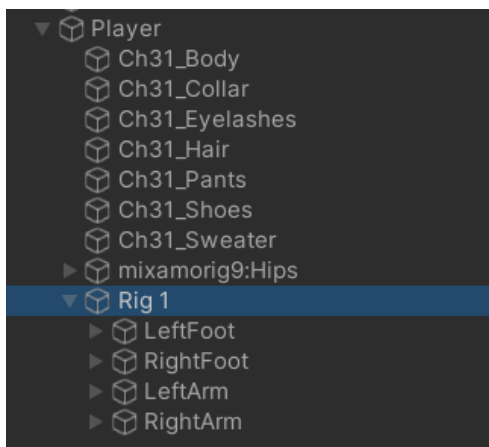 Player
Ch31_Body
Ch31_Collar
Ch31_Eyelashes
Ch31_Hair
Ch31_Pants
Ch31_Shoes
Ch31_Sweater
mixamorig9:Hips
Rig 1
LeftFoot
RightFoot
LeftArm
RightArm